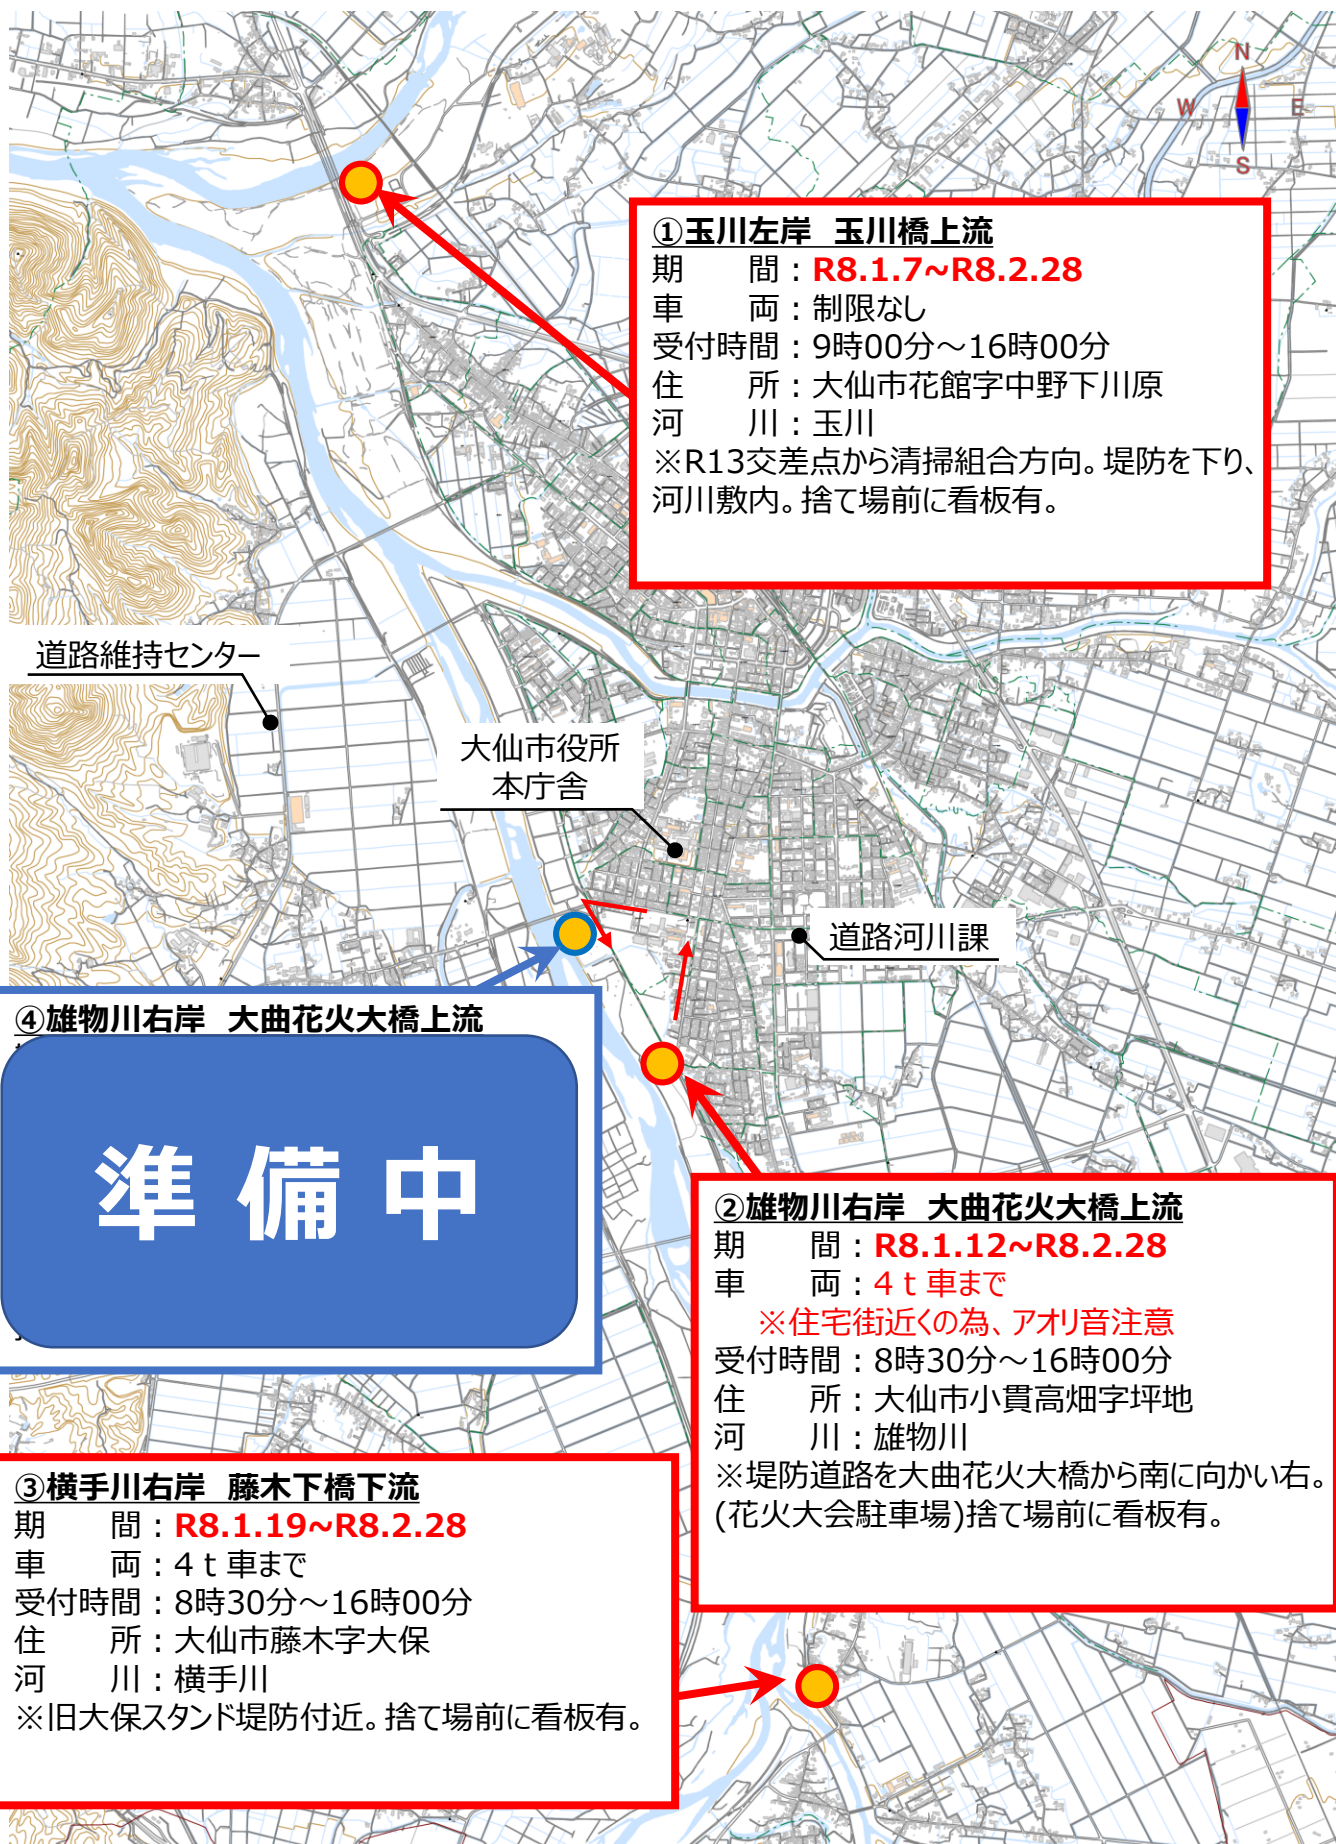 N
W E
S
①玉川左岸　玉川橋上流
期　　間：R8.1.7~R8.2.28
車　　両：制限なし
受付時間：9時00分～16時00分
住　　所：大仙市花館字中野下川原
河　　川：玉川
※R13交差点から清掃組合方向。堤防を下り、
河川敷内。捨て場前に看板有。
道路維持センター
大仙市役所
本庁舎
道路河川課
④雄物川右岸　大曲花火大橋上流
準備中
②雄物川右岸　大曲花火大橋上流
期　　間：R8.1.12~R8.2.28
車　　両：4ｔ車まで
※住宅街近くの為、アオリ音注意
受付時間：8時30分～16時00分
住　　所：大仙市小貫高畑字坪地
河　　川：雄物川
※堤防道路を大曲花火大橋から南に向かい右。
(花火大会駐車場)捨て場前に看板有。
③横手川右岸　藤木下橋下流
期　　間：R8.1.19~R8.2.28
車　　両：4ｔ車まで
受付時間：8時30分～16時00分
住　　所：大仙市藤木字大保
河　　川：横手川
※旧大保スタンド堤防付近。捨て場前に看板有。